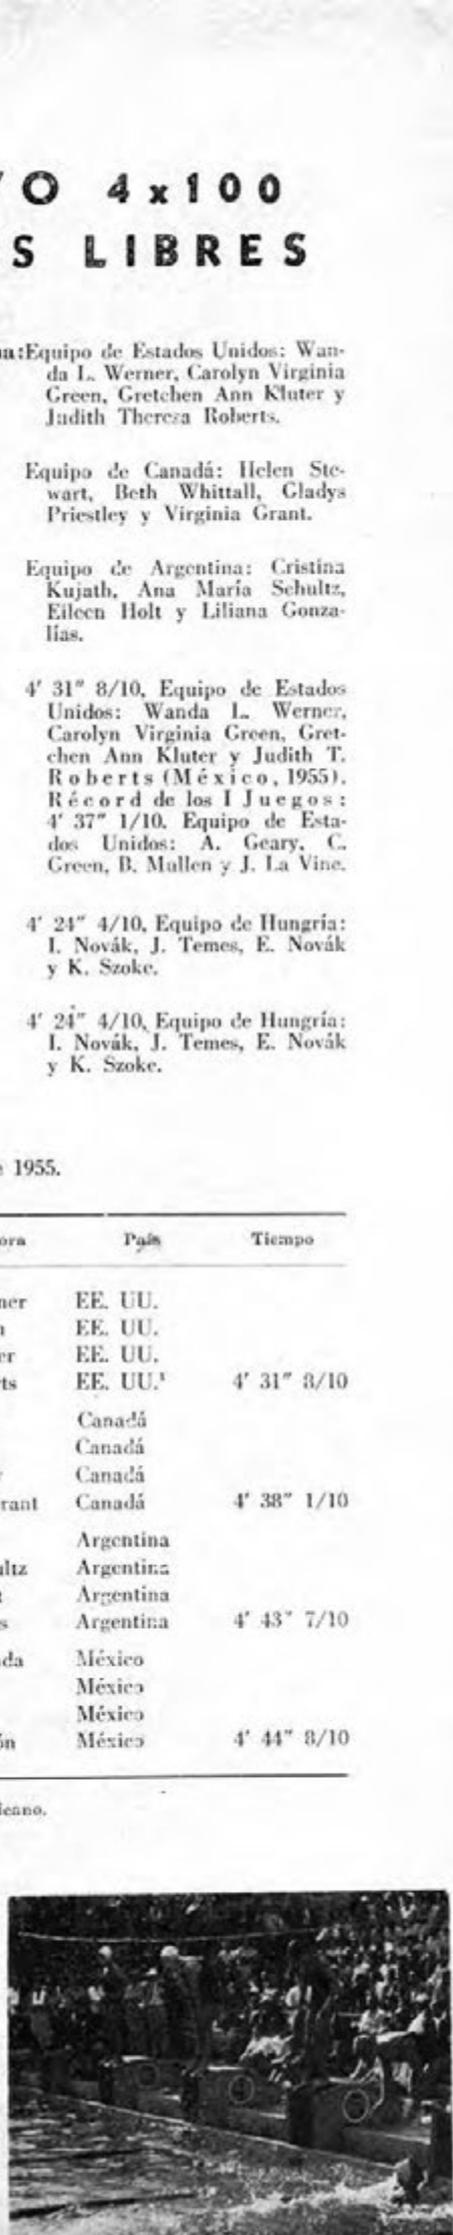 O 4x100
S LIBRES
na: Equipo de Estados Unidos: Wan-
da L. Werner, Carolyn Virginia
Green, Gretchen Ann Kluter y
Judith Theresa Roberts.
Equipo de Canadá: Helen Ste-
wart, Beth Whittall, Gladys
Priestley y Virginia Grant.
Equipo de Argentina: Cristina
Kujath, Ana María Schultz,
Eileen Holt y Liliana Gonza-
lías.
4' 31" 8/10, Equipo de Estados
Unidos: Wanda L. Werner,
Carolyn Virginia Green, Gret-
chen Ann Kluter y Judith T.
Roberts (México, 1955).
Récord de los I Juegos:
4' 37" 1/10. Equipo de Esta-
dos Unidos: A. Geary, C.
Green, B. Mullen y J. La Vine.
4' 24" 4/10, Equipo de Hungría:
I. Novák, J. Temes, E. Novák
y K. Szoke.
4' 24" 4/10, Equipo de Hungría:
I. Novák, J. Temes, E. Novák
y K. Szoke.
e 1955.
ora País Tiempo
ner EE. UU.
n EE. UU.
er EE. UU.
rts EE. UU.¹ 4' 31" 8/10
Canadá
Canadá
y Canadá
rant Canadá 4' 38" 1/10
Argentina
ultz Argentina
t Argentina
s Argentina 4' 43" 7/10
da México
México
México
ón México 4' 44" 8/10
icano.
4